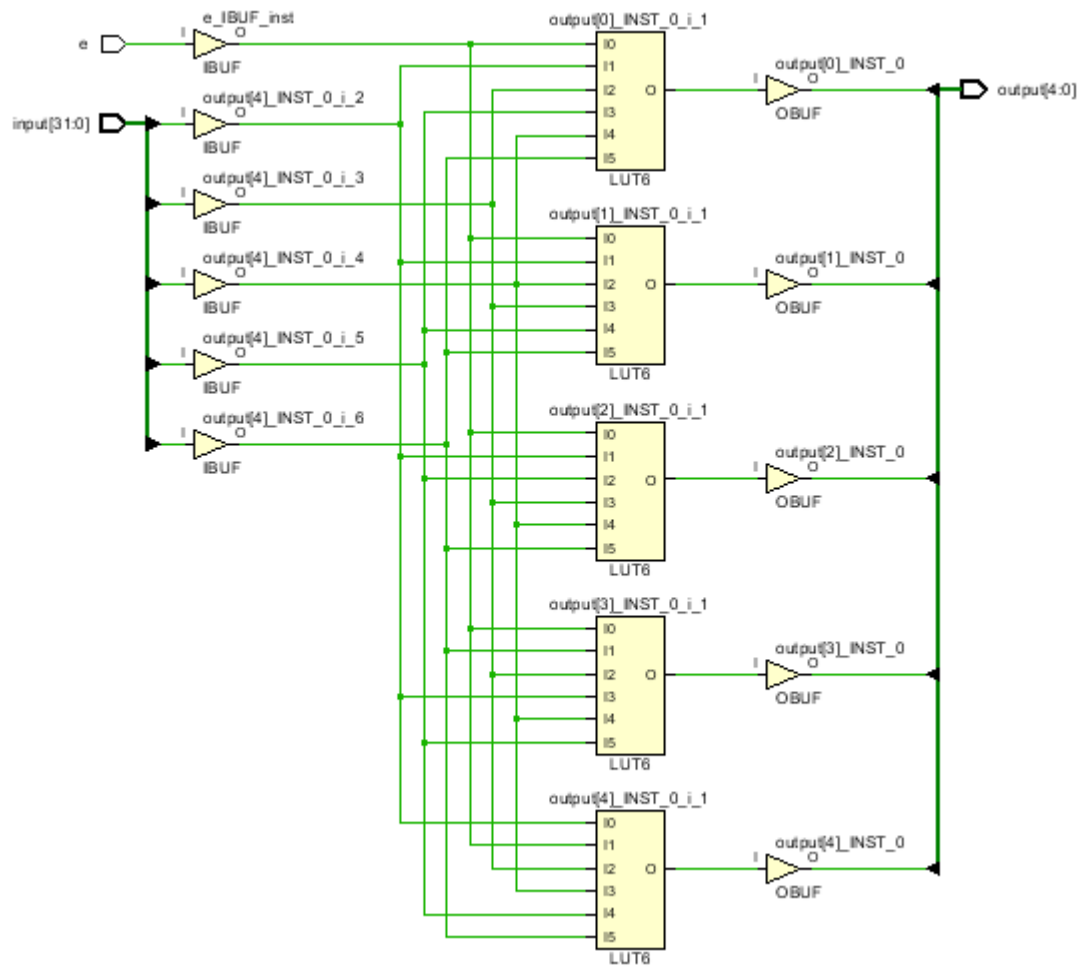 e
I
e_IBUF_inst
O
IBUF
input[31:0]
I
output[4]_INST_0_i_2
O
IBUF
I
output[4]_INST_0_i_3
O
IBUF
I
output[4]_INST_0_i_4
O
IBUF
I
output[4]_INST_0_i_5
O
IBUF
I
output[4]_INST_0_i_6
O
IBUF
output[0]_INST_0_i_1
I0
I1
I2
I3
I4
I5
O
LUT6
output[1]_INST_0_i_1
I0
I1
I2
I3
I4
I5
O
LUT6
output[2]_INST_0_i_1
I0
I1
I2
I3
I4
I5
O
LUT6
output[3]_INST_0_i_1
I0
I1
I2
I3
I4
I5
O
LUT6
output[4]_INST_0_i_1
I0
I1
I2
I3
I4
I5
O
LUT6
output[0]_INST_0
I
O
OBUF
output[1]_INST_0
I
O
OBUF
output[2]_INST_0
I
O
OBUF
output[3]_INST_0
I
O
OBUF
output[4]_INST_0
I
O
OBUF
output[4:0]